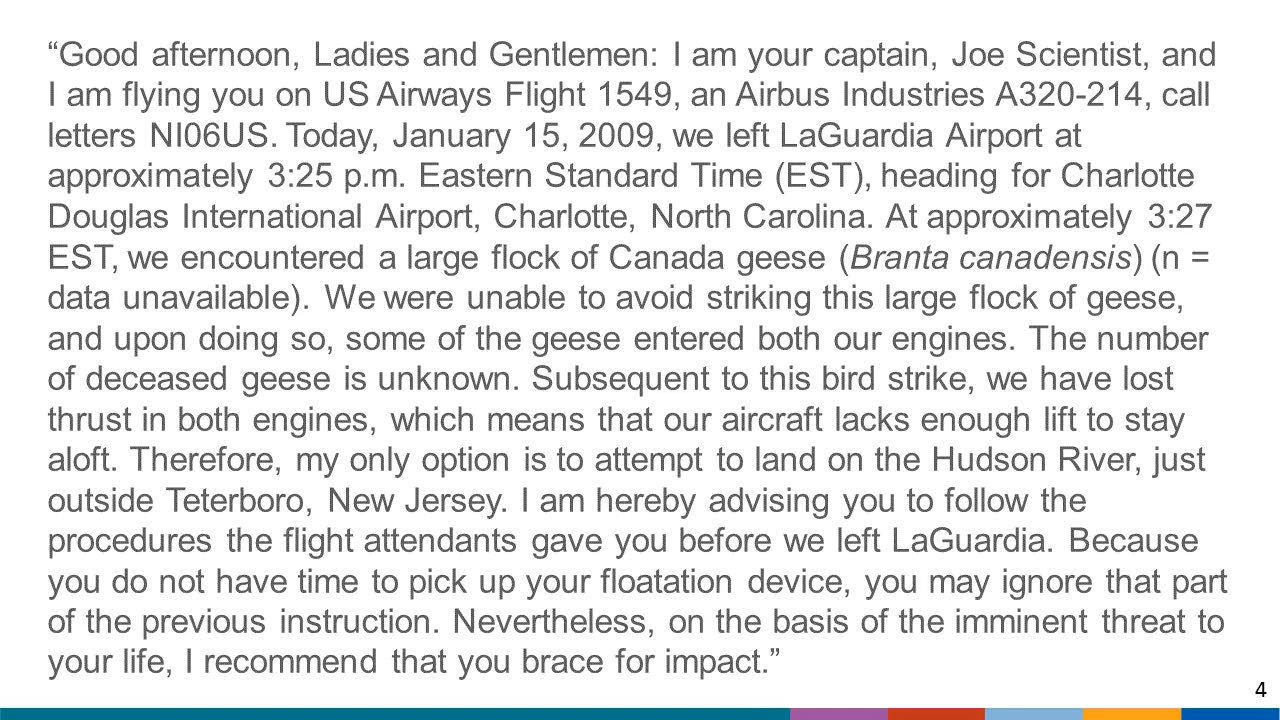 “Good afternoon, Ladies and Gentlemen: I am your captain, Joe Scientist, and
I am flying you on US Airways Flight 1549, an Airbus Industries A320-214, call
letters NI06US. Today, January 15, 2009, we left LaGuardia Airport at
approximately 3:25 p.m. Eastern Standard Time (EST), heading for Charlotte
Douglas International Airport, Charlotte, North Carolina. At approximately 3:27
EST, we encountered a large flock of Canada geese (Branta canadensis) (n =
data unavailable). We were unable to avoid striking this large flock of geese,
and upon doing so, some of the geese entered both our engines. The number
of deceased geese is unknown. Subsequent to this bird strike, we have lost
thrust in both engines, which means that our aircraft lacks enough lift to stay
aloft. Therefore, my only option is to attempt to land on the Hudson River, just
outside Teterboro, New Jersey. I am hereby advising you to follow the
procedures the flight attendants gave you before we left LaGuardia. Because
you do not have time to pick up your floatation device, you may ignore that part
of the previous instruction. Nevertheless, on the basis of the imminent threat to
your life, I recommend that you brace for impact.”
4